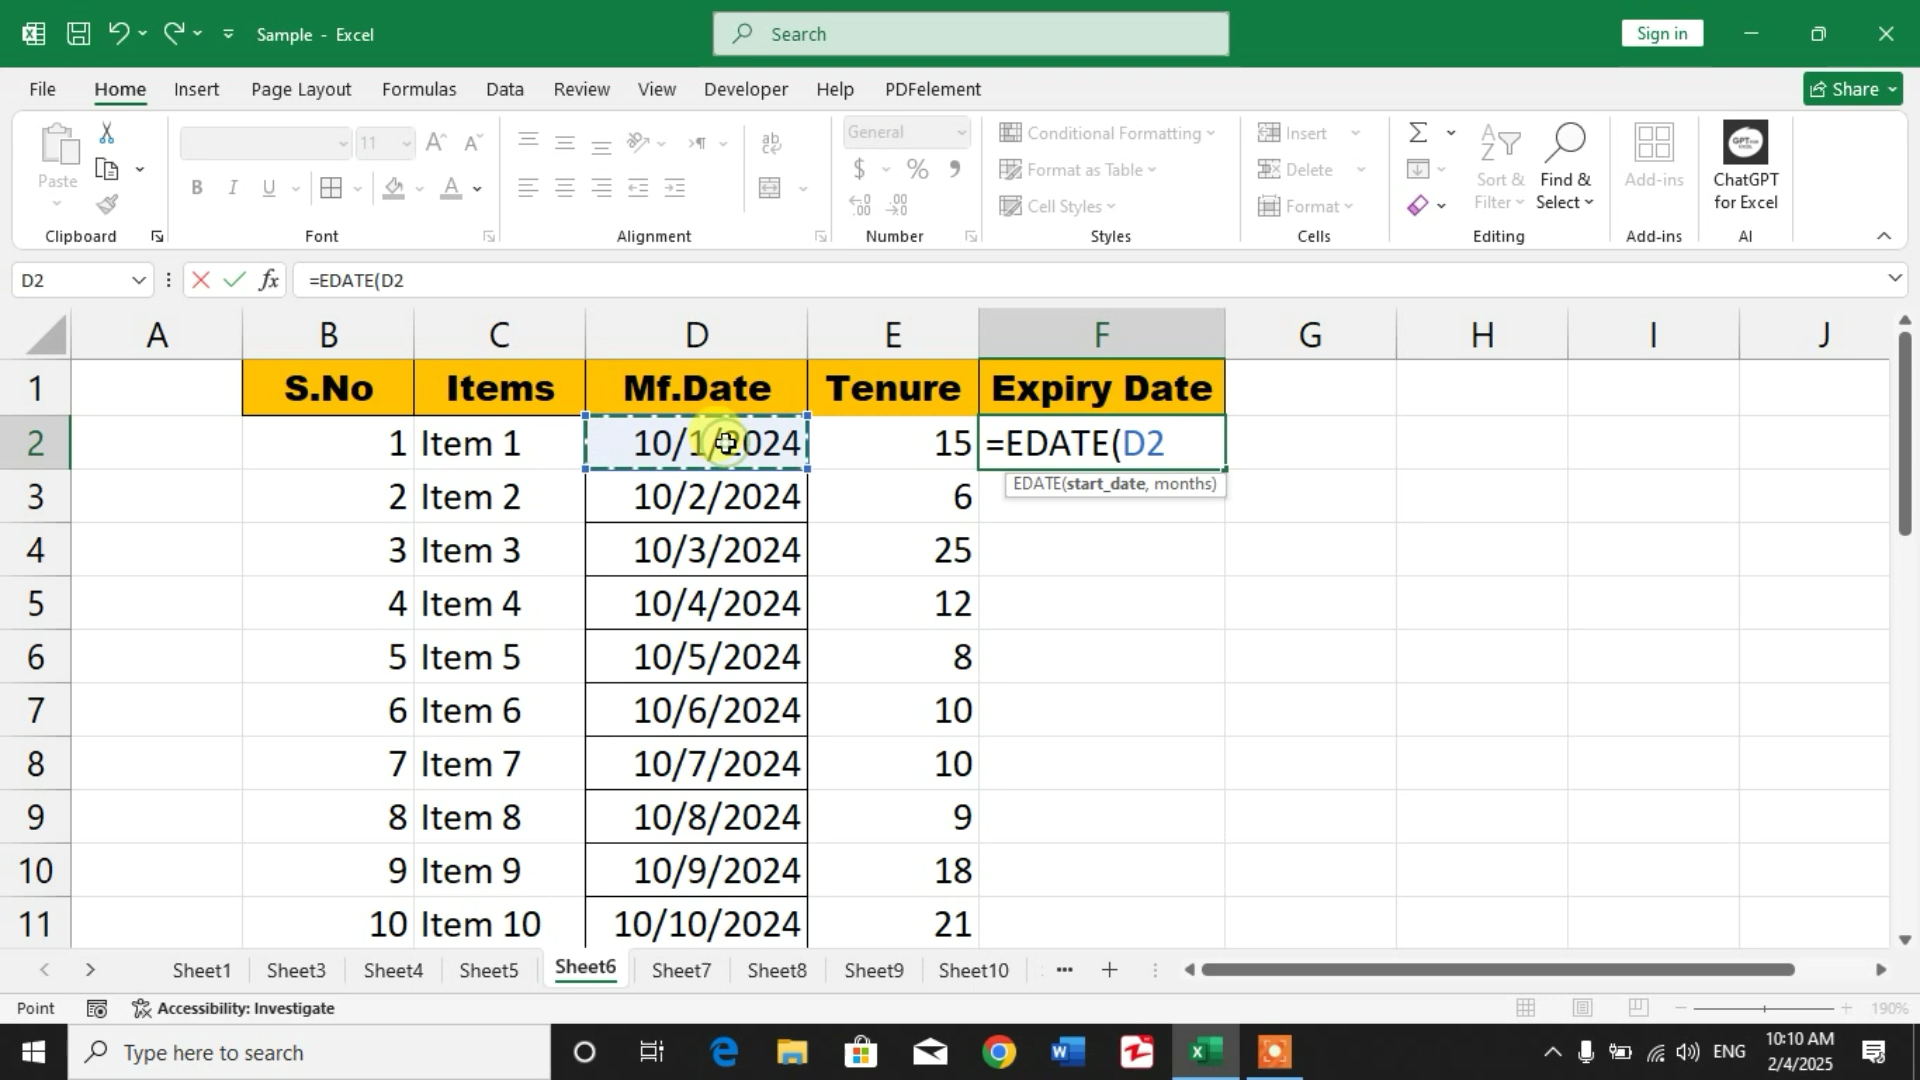 Sample - Excel
Search
Sign in
File Home Insert Page Layout Formulas Data Review View Developer Help PDFelement
Share
Paste
11
B I U
A
General
$ %
Conditional Formatting
Format as Table
Cell Styles
Insert
Delete
Format
Sort & Filter
Find & Select
Add-ins
ChatGPT for Excel
Clipboard Font Alignment Number Styles Cells Editing Add-ins AI
D2
fx
=EDATE(D2
A B C D E F G H I J
1 S.No Items Mf.Date Tenure Expiry Date
2 1 Item 1 10/1/2024 15 =EDATE(D2
EDATE(start_date, months)
3 2 Item 2 10/2/2024 6
4 3 Item 3 10/3/2024 25
5 4 Item 4 10/4/2024 12
6 5 Item 5 10/5/2024 8
7 6 Item 6 10/6/2024 10
8 7 Item 7 10/7/2024 10
9 8 Item 8 10/8/2024 9
10 9 Item 9 10/9/2024 18
11 10 Item 10 10/10/2024 21
Sheet1 Sheet3 Sheet4 Sheet5 Sheet6 Sheet7 Sheet8 Sheet9 Sheet10 ...
Point
Accessibility: Investigate
190%
Type here to search
ENG
10:10 AM
2/4/2025